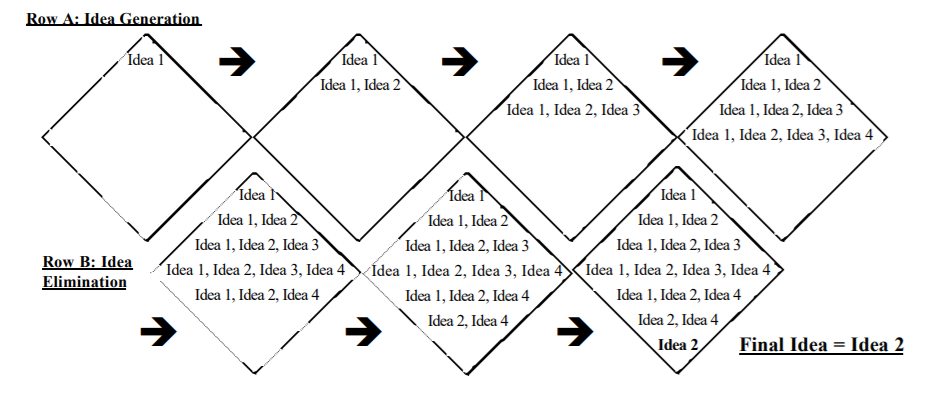 Row A: Idea Generation
Idea 1
Idea 1
Idea 1, Idea 2
Idea 1
Idea 1, Idea 2
Idea 1, Idea 2, Idea 3
Idea 1
Idea 1, Idea 2
Idea 1, Idea 2, Idea 3
Idea 1, Idea 2, Idea 3, Idea 4
Row B: Idea
Elimination
Idea 1
Idea 1, Idea 2
Idea 1, Idea 2, Idea 3
Idea 1, Idea 2, Idea 3, Idea 4
Idea 1, Idea 2, Idea 4
Idea 1
Idea 1, Idea 2
Idea 1, Idea 2, Idea 3
Idea 1, Idea 2, Idea 3, Idea 4
Idea 1, Idea 2, Idea 4
Idea 2, Idea 4
Idea 1
Idea 1, Idea 2
Idea 1, Idea 2, Idea 3
Idea 1, Idea 2, Idea 3, Idea 4
Idea 1, Idea 2, Idea 4
Idea 2, Idea 4
Idea 2
Final Idea = Idea 2